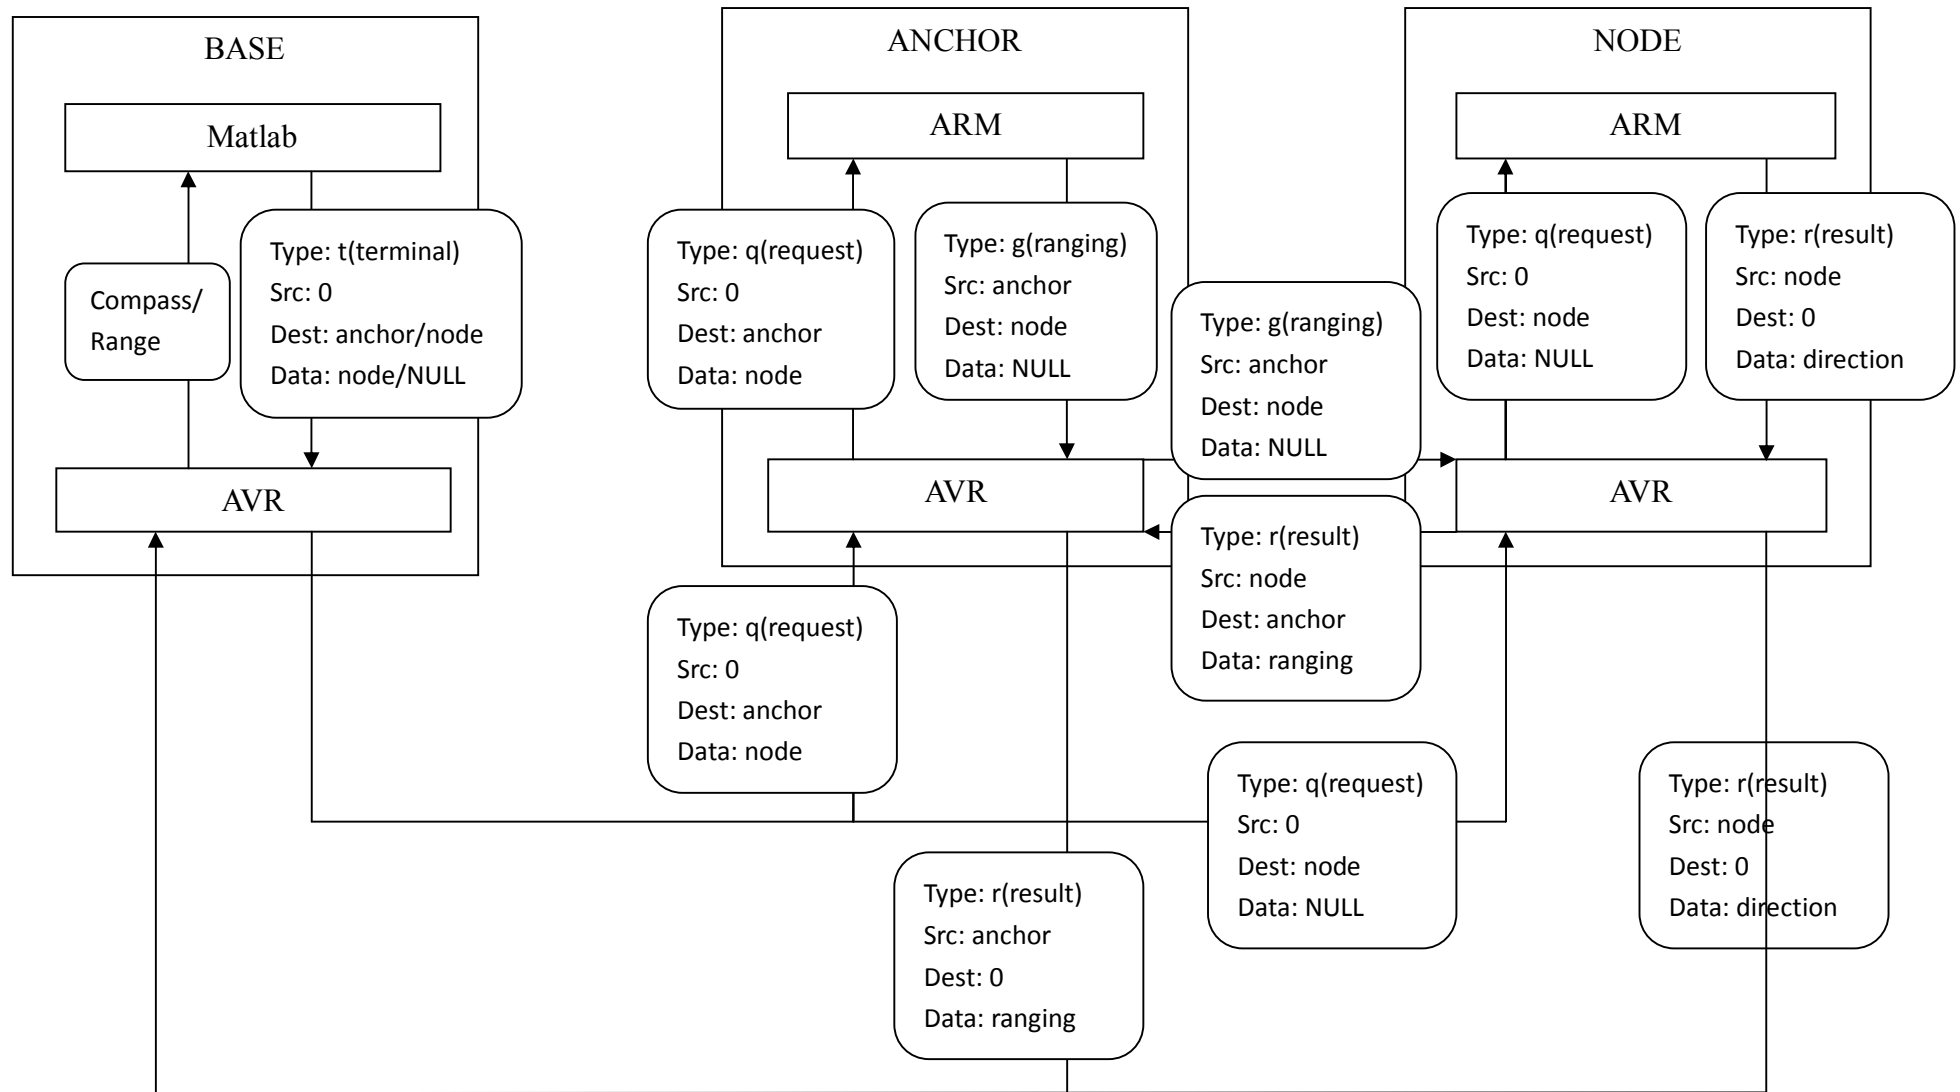 BASE
Matlab
Compass/
Range
Type: t(terminal)
Src: 0
Dest: anchor/node
Data: node/NULL
AVR
ANCHOR
ARM
Type: q(request)
Src: 0
Dest: anchor
Data: node
Type: g(ranging)
Src: anchor
Dest: node
Data: NULL
AVR
Type: g(ranging)
Src: anchor
Dest: node
Data: NULL
Type: r(result)
Src: node
Dest: anchor
Data: ranging
NODE
ARM
Type: q(request)
Src: 0
Dest: node
Data: NULL
Type: r(result)
Src: node
Dest: 0
Data: direction
AVR
Type: q(request)
Src: 0
Dest: anchor
Data: node
Type: q(request)
Src: 0
Dest: node
Data: NULL
Type: r(result)
Src: node
Dest: 0
Data: direction
Type: r(result)
Src: anchor
Dest: 0
Data: ranging